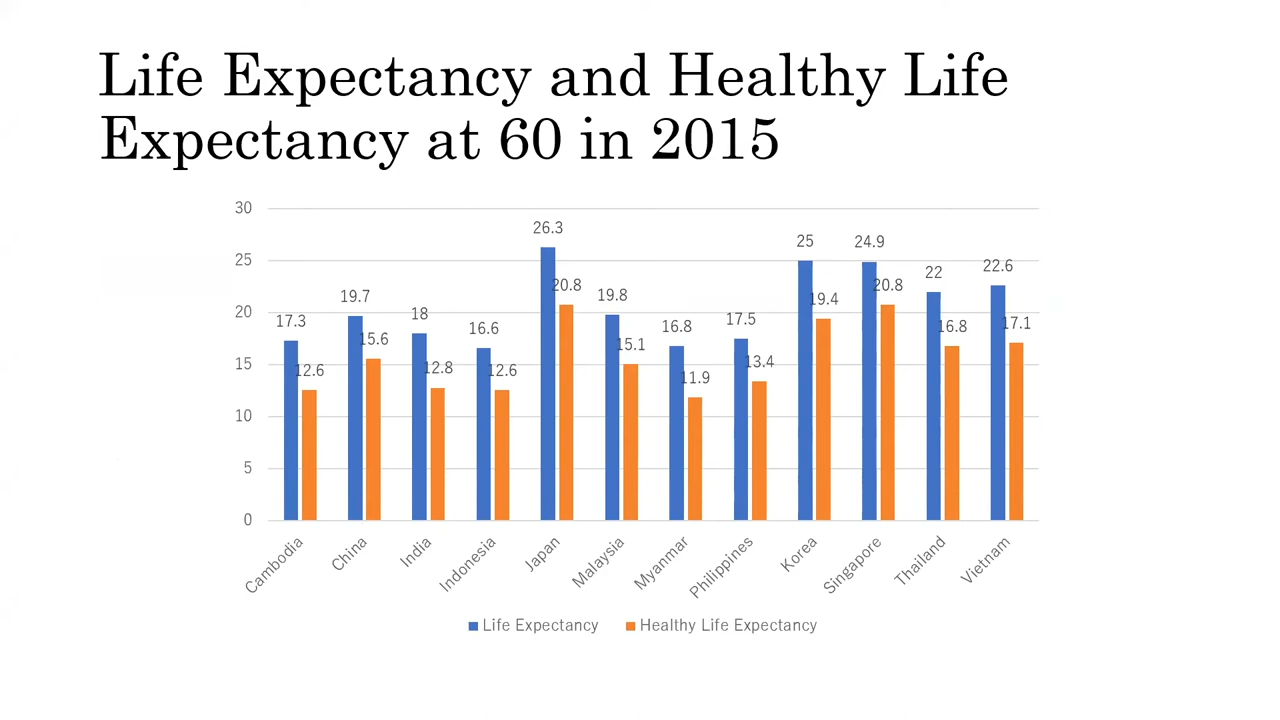 Life Expectancy and Healthy Life
Expectancy at 60 in 2015
30
25
20
15
10
5
0
17.3
12.6
19.7
15.6
18
12.8
16.6
12.6
26.3
20.8
19.8
15.1
16.8
11.9
17.5
13.4
25
19.4
24.9
20.8
22
16.8
22.6
17.1
Cambodia
China
India
Indonesia
Japan
Malaysia
Myanmar
Philippines
Korea
Singapore
Thailand
Vietnam
Life Expectancy
Healthy Life Expectancy